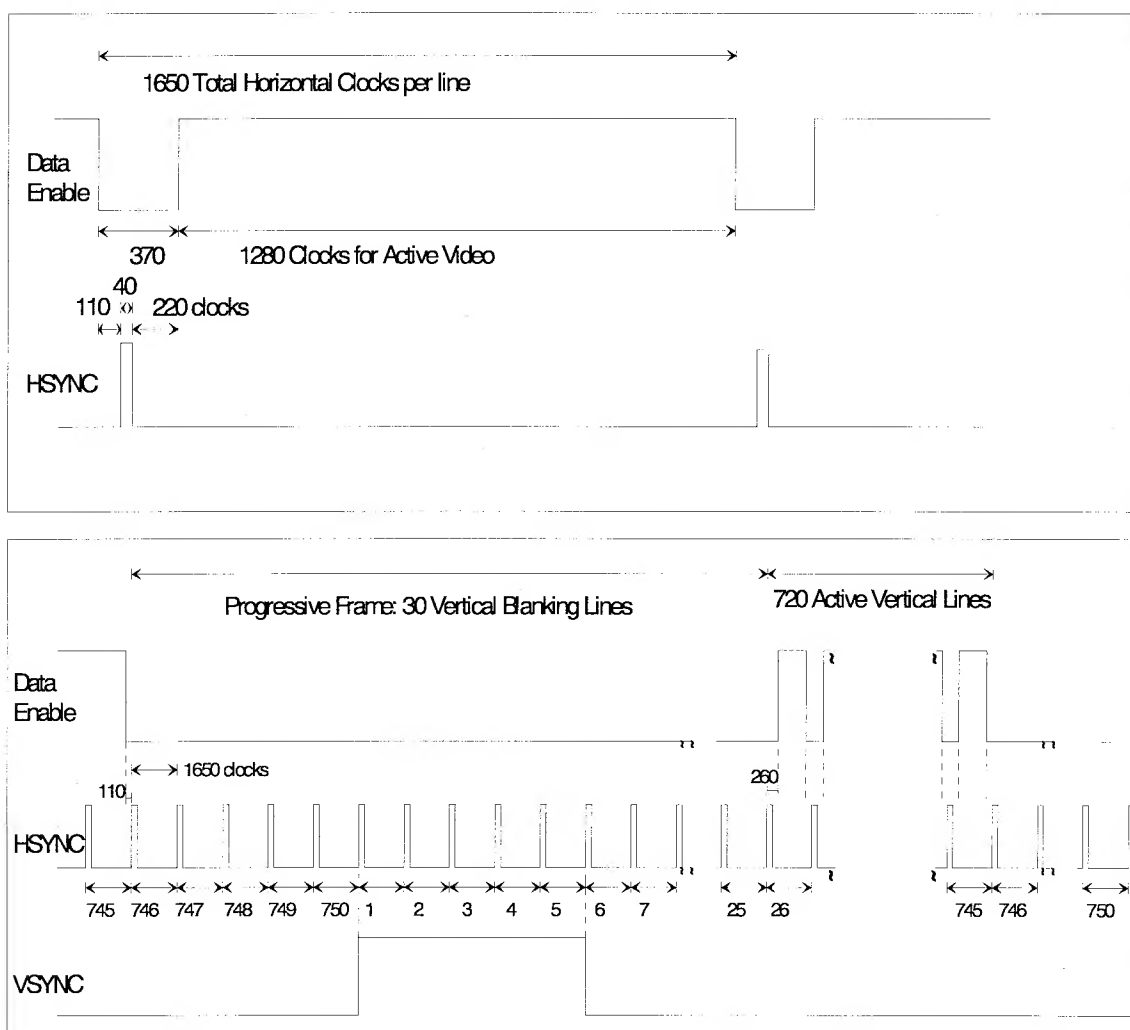 1650 Total Horizontal Clocks per line
Data
Enable
370
1280 Clocks for Active Video
40
110
220 clocks
HSYNC
Progressive Frame: 30 Vertical Blanking Lines
720 Active Vertical Lines
Data
Enable
1650 clocks
110
260
HSYNC
745 746 747 748 749 750 1 2 3 4 5 6 7 25 26 745 746 750
VSYNC